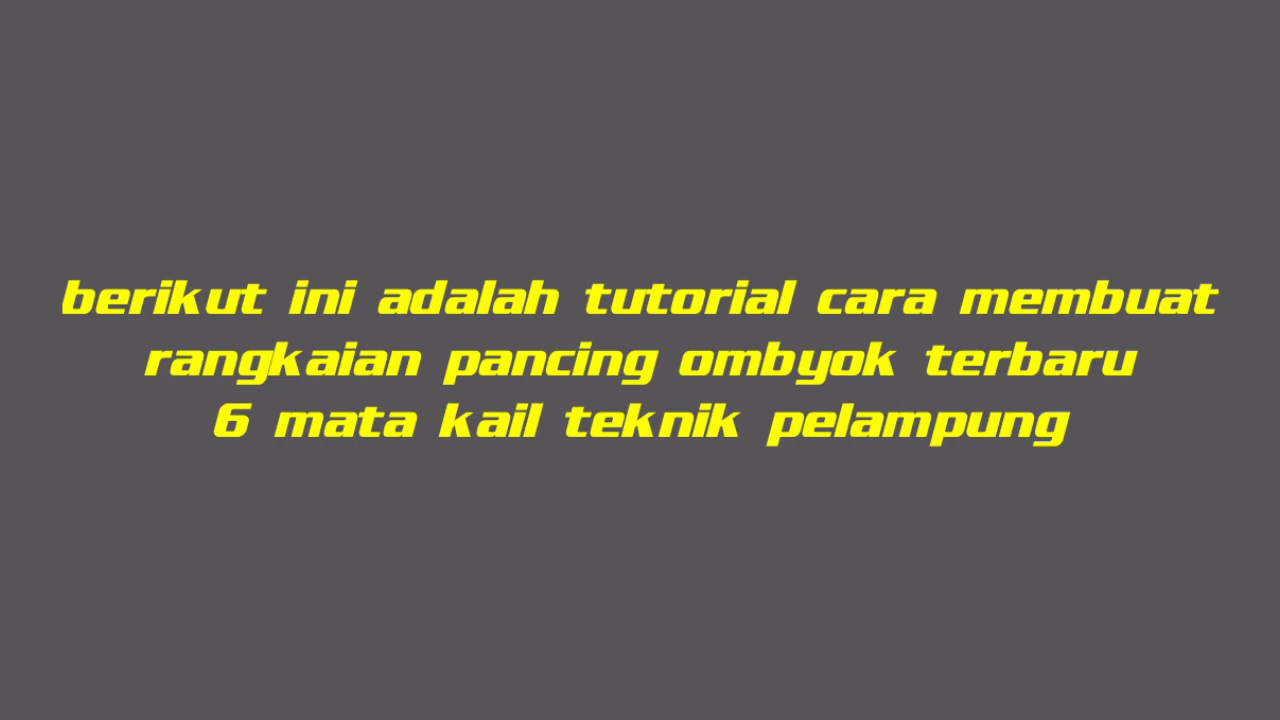 berikut ini adalah tutorial cara membuat
rangkaian pancing ombyok terbaru
6 mata kail teknik pelampung